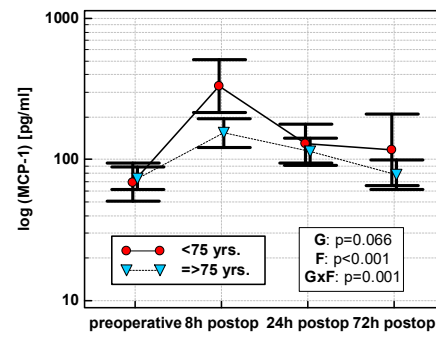 1000
100
10
log (MCP-1) [pg/ml]
<75 yrs.
=>75 yrs.
G: p=0.066
F: p<0.001
GxF: p=0.001
preoperative 8h postop 24h postop 72h postop